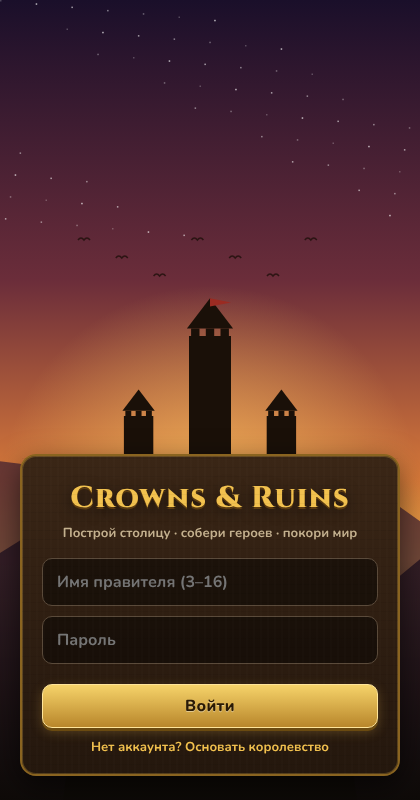 Crowns & Ruins
Построй столицу · собери героев · покори мир
Имя правителя (3–16)
Пароль
Войти
Нет аккаунта? Основать королевство